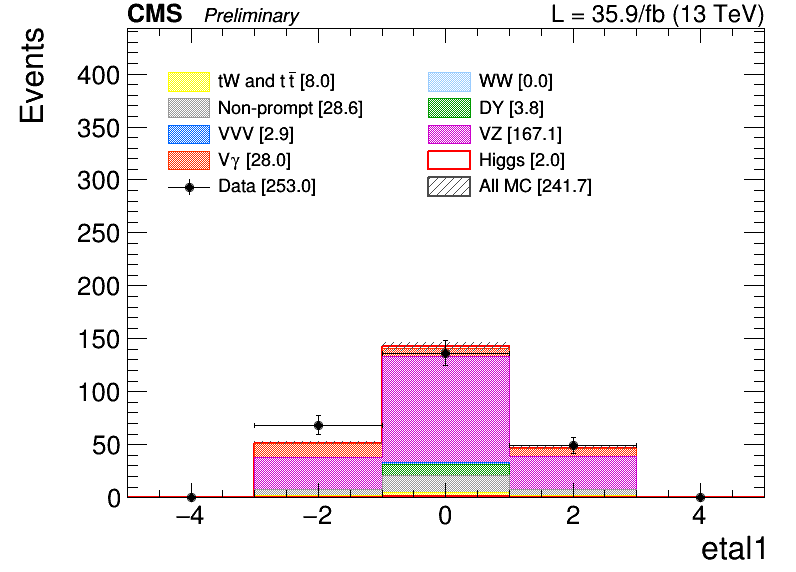 CMS Preliminary L = 35.9/fb (13 TeV)
Events
tW and tt̅ [8.0] WW [0.0]
Non-prompt [28.6] DY [3.8]
VVV [2.9] VZ [167.1]
Vγ [28.0] Higgs [2.0]
Data [253.0] All MC [241.7]
400
350
300
250
200
150
100
50
0
−4 −2 0 2 4
etal1